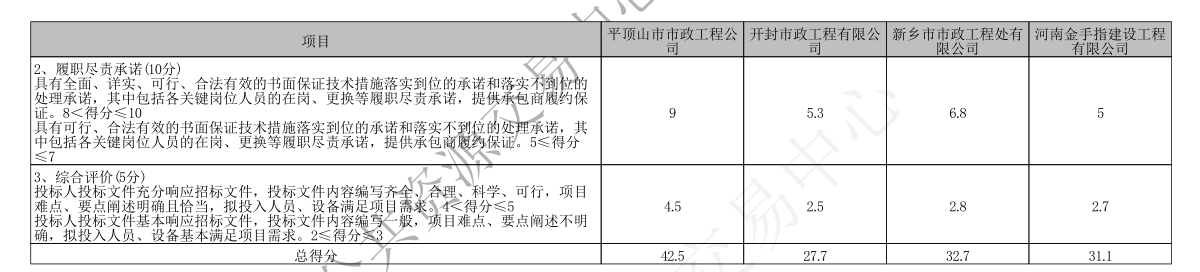 项目
平顶山市市政工程公
司
开封市政工程有限公
司
新乡市市政工程处有
限公司
河南金手指建设工程
有限公司
2、履职尽责承诺(10分)
具有全面、详实、可行、合法有效的书面保证技术措施落实到位的承诺和落实不到位的
处理承诺，其中包括各关键岗位人员的在岗、更换等履职尽责承诺，提供承包商履约保
证。8＜得分≤10
具有可行、合法有效的书面保证技术措施落实到位的承诺和落实不到位的处理承诺，其
中包括各关键岗位人员的在岗、更换等履职尽责承诺，提供承包商履约保证。5≤得分
≤7
9
5.3
6.8
5
3、综合评价(5分)
投标人投标文件充分响应招标文件，投标文件内容编写齐全、合理、科学、可行，项目
难点、要点阐述明确且恰当，拟投入人员、设备满足项目需求。4＜得分≤5
投标人投标文件基本响应招标文件，投标文件内容编写一般，项目难点、要点阐述不明
确，拟投入人员、设备基本满足项目需求。2≤得分≤3
4.5
2.5
2.8
2.7
总得分
42.5
27.7
32.7
31.1
公共资源交易中心
交易中心